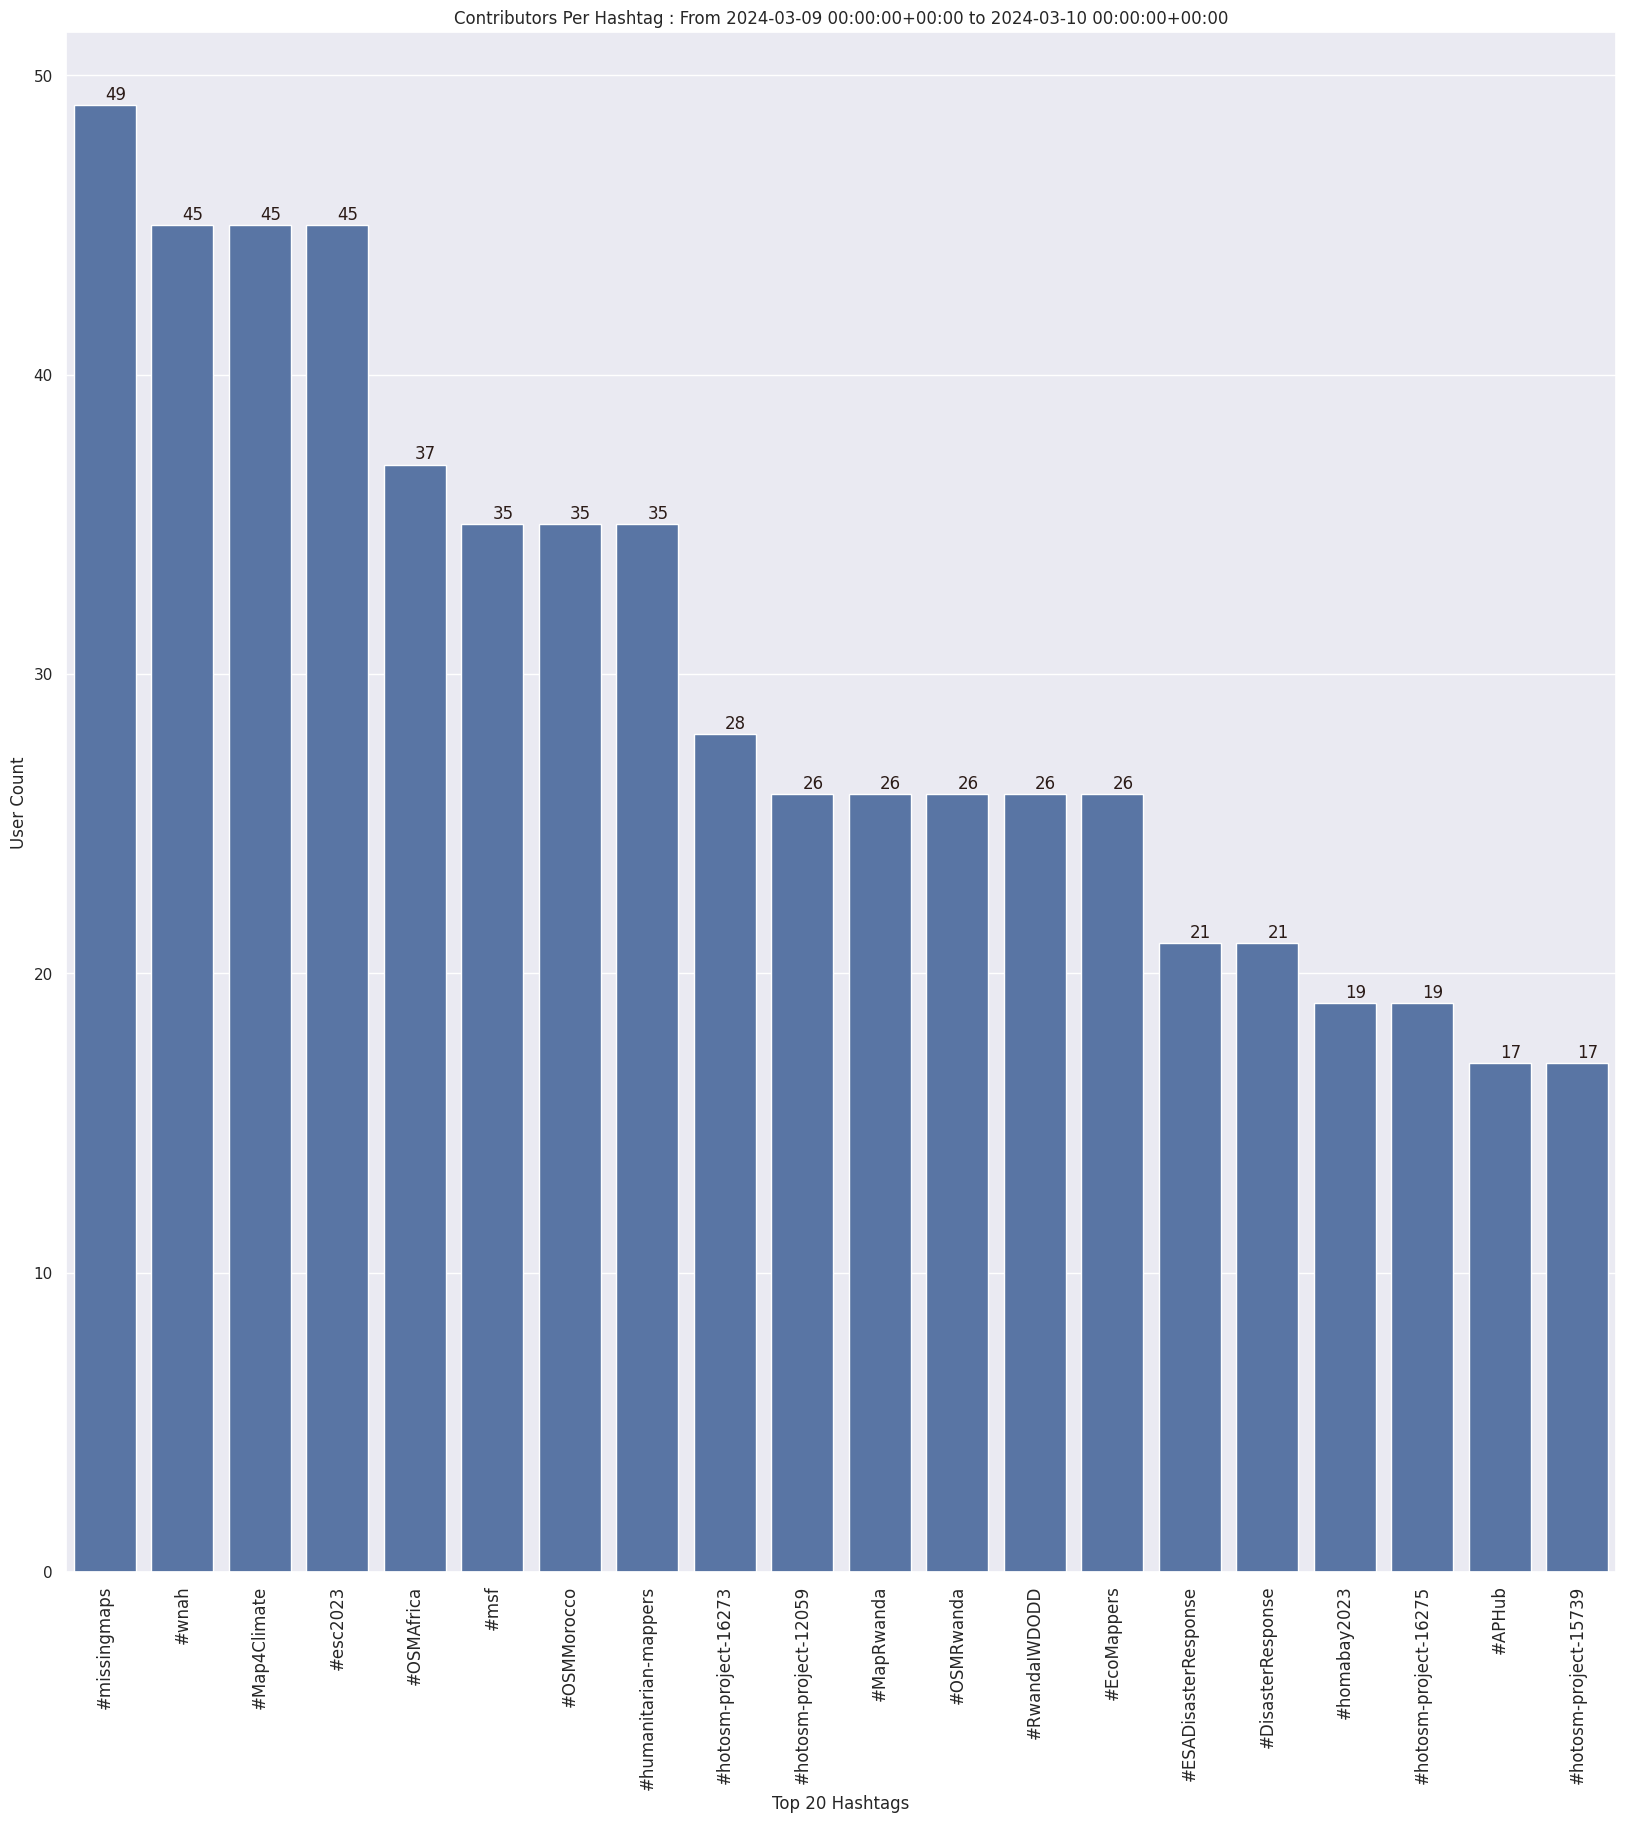 Contributors Per Hashtag : From 2024-03-09 00:00:00+00:00 to 2024-03-10 00:00:00+00:00
User Count
50
40
30
20
10
0
49
45
45
45
37
35
35
35
28
26
26
26
26
26
21
21
19
19
17
17
#missingmaps
#wnah
#Map4Climate
#esc2023
#OSMAfrica
#msf
#OSMMorocco
#humanitarian-mappers
#hotosm-project-16273
#hotosm-project-12059
#MapRwanda
#OSMRwanda
#RwandaIWDODD
#EcoMappers
#ESADisasterResponse
#DisasterResponse
#homabay2023
#hotosm-project-16275
#APHub
#hotosm-project-15739
Top 20 Hashtags